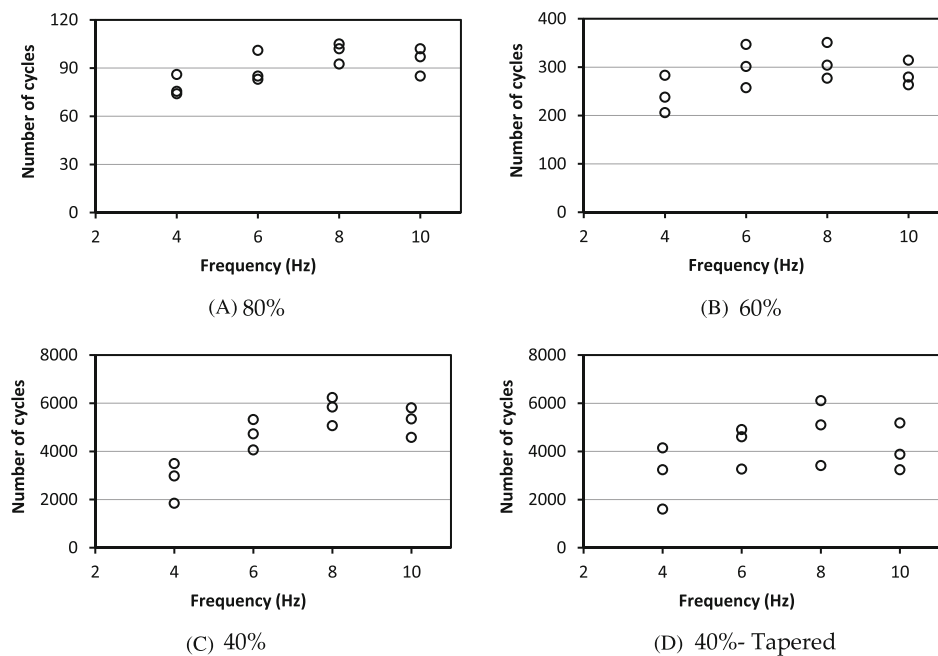 120
90
60
30
0
Number of cycles
2 4 6 8 10
Frequency (Hz)
(A) 80%
400
300
200
100
0
Number of cycles
2 4 6 8 10
Frequency (Hz)
(B) 60%
8000
6000
4000
2000
0
Number of cycles
2 4 6 8 10
Frequency (Hz)
(C) 40%
8000
6000
4000
2000
0
Number of cycles
2 4 6 8 10
Frequency (Hz)
(D) 40%- Tapered